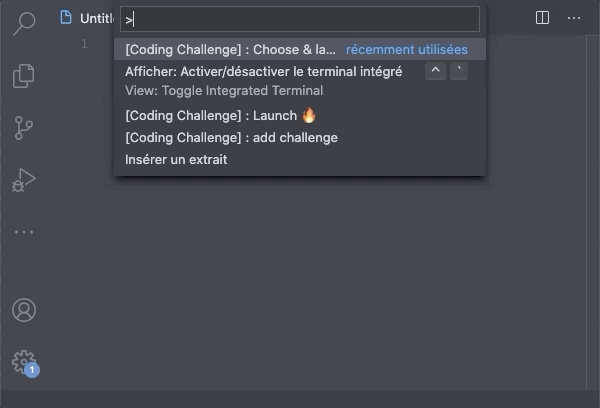 Untitl
>
1
[Coding Challenge] : Choose & la... récemment utilisées
Afficher: Activer/désactiver le terminal intégré ^ `
View: Toggle Integrated Terminal
[Coding Challenge] : Launch 🔥
[Coding Challenge] : add challenge
Insérer un extrait
1